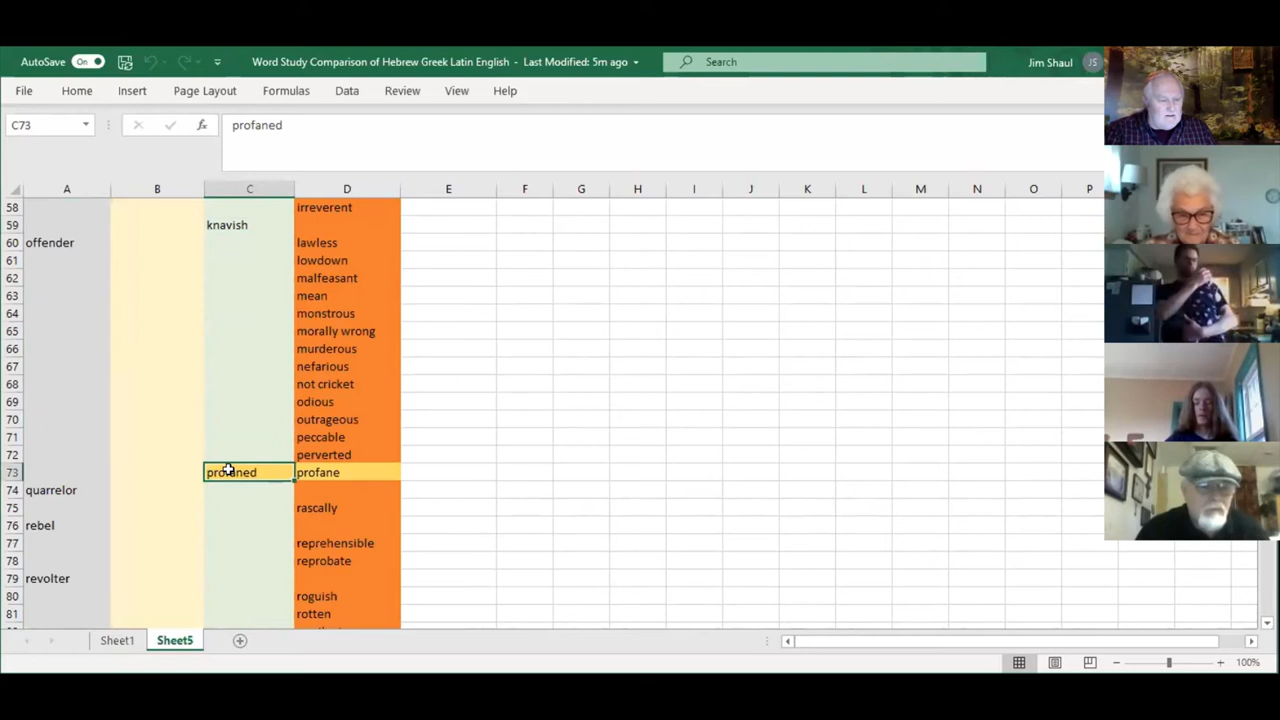 AutoSave On Word Study Comparison of Hebrew Greek Latin English - Last Modified: 5m ago Search Jim Shaul JS
File Home Insert Page Layout Formulas Data Review View Help
C73 fx profaned
A B C D E F G H I J K L M N O P
58 irreverent
59 knavish
60 offender lawless
61 lowdown
62 malfeasant
63 mean
64 monstrous
65 morally wrong
66 murderous
67 nefarious
68 not cricket
69 odious
70 outrageous
71 peccable
72 perverted
73 profaned profane
74 quarrelor
75 rascally
76 rebel
77 reprehensible
78 reprobate
79 revolter
80 roguish
81 rotten
Sheet1 Sheet5
100%